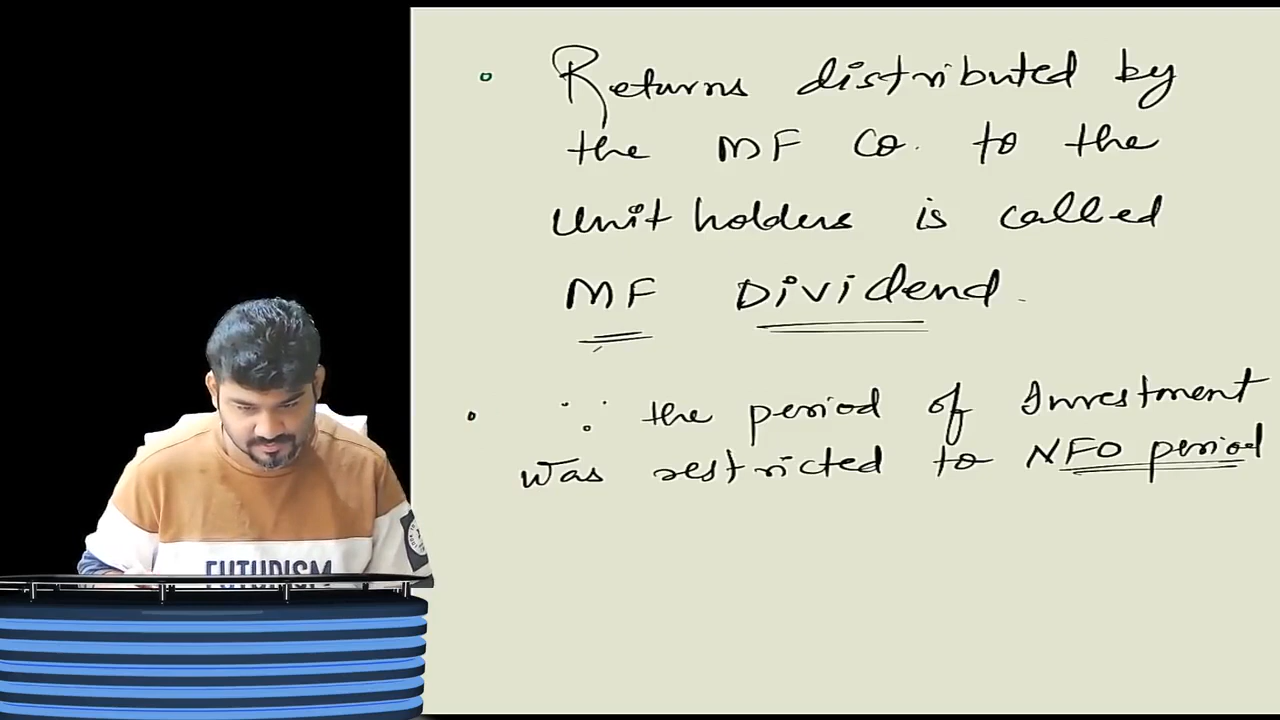 Returns distributed by
the MF Co. to the
Unit holders is called
MF Dividend.
∵ the period of Investment
was restricted to NFO period
FUTURISM